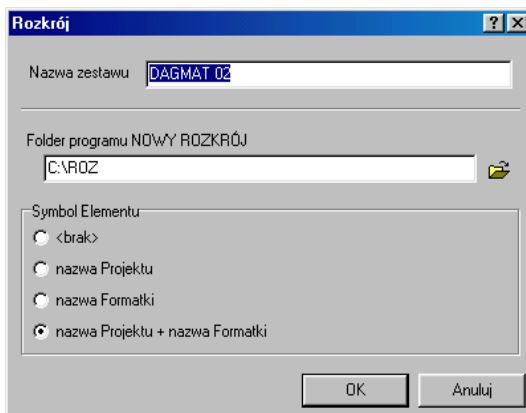 Rozkrój
Nazwa zestawu DAGMAT 02
Folder programu NOWY ROZKRÓJ
C:\ROZ
Symbol Elementu
<brak>
nazwa Projektu
nazwa Formatki
nazwa Projektu + nazwa Formatki
OK Anuluj